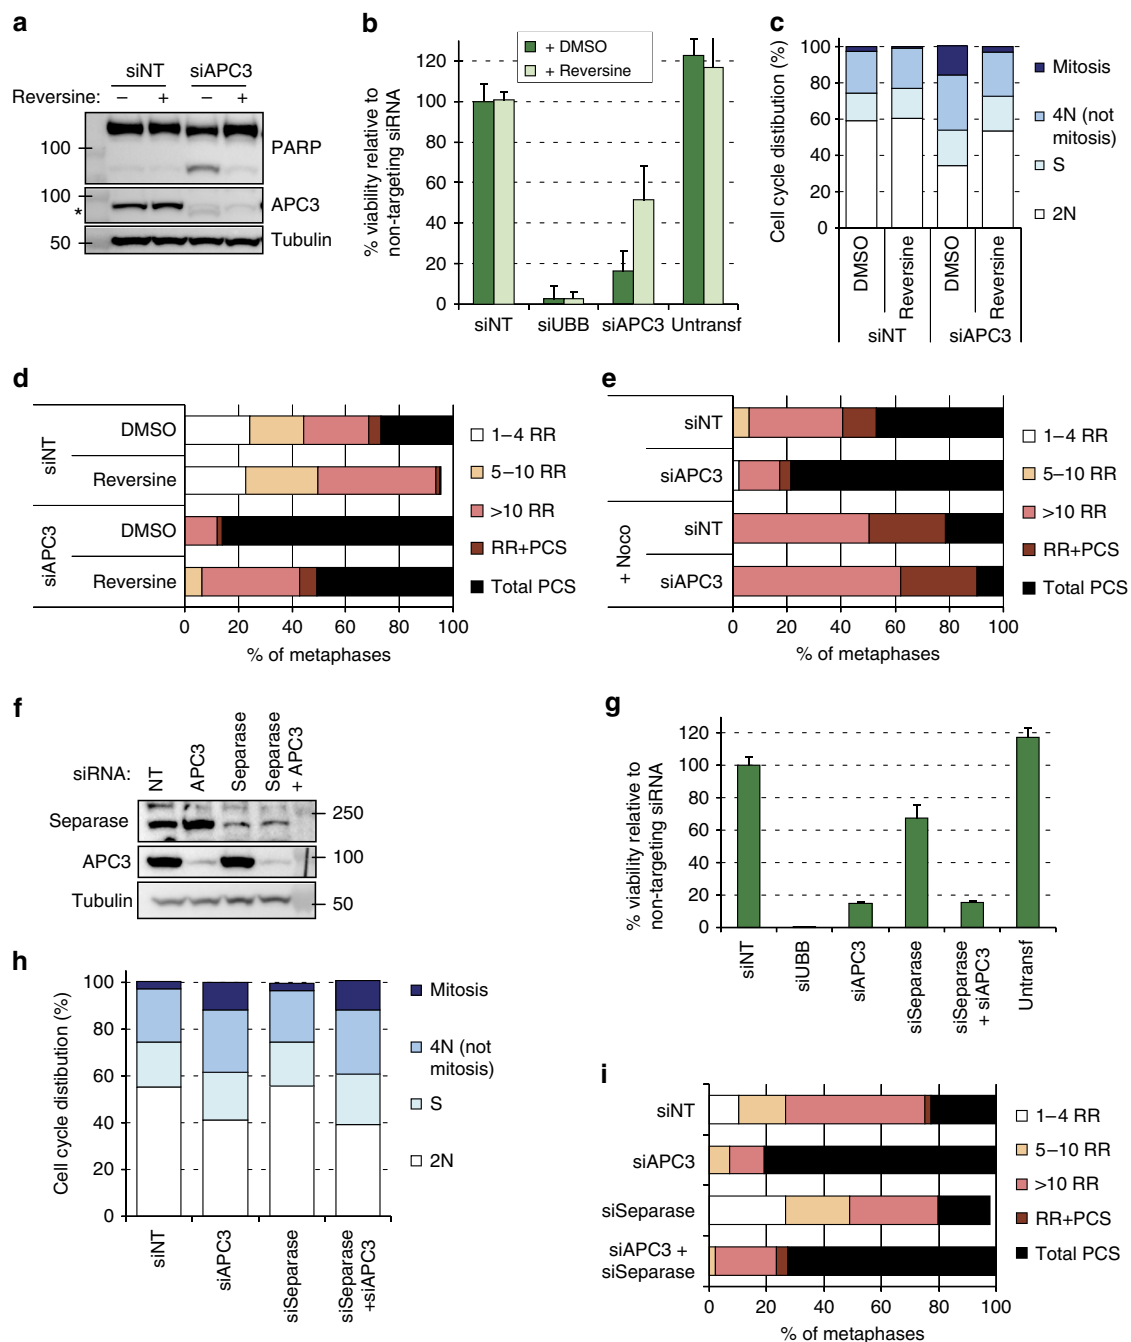 a
siNT siAPC3
Reversine: – + – +
100
PARP
100
*
APC3
50
Tubulin
b
% viability relative to
non-targeting siRNA
120
100
80
60
40
20
0
+ DMSO
+ Reversine
siNT siUBB siAPC3 Untransf
c
Cell cycle distibution (%)
100
80
60
40
20
0
DMSO Reversine DMSO Reversine
siNT siAPC3
Mitosis
4N (not
mitosis)
S
2N
d
siNT
DMSO
Reversine
siAPC3
DMSO
Reversine
0 20 40 60 80 100
% of metaphases
1–4 RR
5–10 RR
>10 RR
RR+PCS
Total PCS
e
siNT
siAPC3
+ Noco
siNT
siAPC3
0 20 40 60 80 100
% of metaphases
1–4 RR
5–10 RR
>10 RR
RR+PCS
Total PCS
f
siRNA:
NT
APC3
Separase
Separase
+ APC3
Separase
250
APC3
100
Tubulin
50
g
% viability relative to
non-targeting siRNA
120
100
80
60
40
20
0
siNT
siUBB
siAPC3
siSeparase
siSeparase
+ siAPC3
Untransf
h
Cell cycle distibution (%)
100
80
60
40
20
0
siNT
siAPC3
siSeparase
siSeparase
+siAPC3
Mitosis
4N (not
mitosis)
S
2N
i
siNT
siAPC3
siSeparase
siAPC3 +
siSeparase
0 20 40 60 80 100
% of metaphases
1–4 RR
5–10 RR
>10 RR
RR+PCS
Total PCS